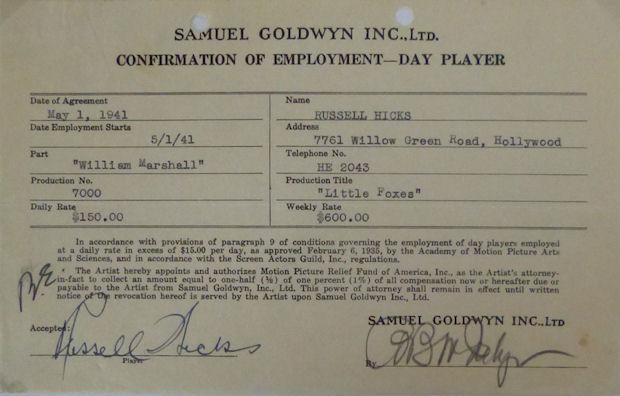 SAMUEL GOLDWYN INC., LTD.
CONFIRMATION OF EMPLOYMENT—DAY PLAYER
Date of Agreement
May 1, 1941
Date Employment Starts
5/1/41
Part
"William Marshall"
Production No.
7000
Daily Rate
$150.00
Name
RUSSELL HICKS
Address
7761 Willow Green Road, Hollywood
Telephone No.
HE 2043
Production Title
"Little Foxes"
Weekly Rate
$600.00
In accordance with provisions of paragraph 9 of conditions governing the employment of day players employed
at a daily rate in excess of $15.00 per day, as approved February 6, 1935, by the Academy of Motion Picture Arts
and Sciences, and in accordance with the Screen Actors Guild, Inc., regulations.
* The Artist hereby appoints and authorizes Motion Picture Relief Fund of America, Inc., as the Artist's attorney-
in-fact to collect an amount equal to one-half (½) of one percent (1%) of all compensation now or hereafter due or
payable to the Artist from Samuel Goldwyn, Inc., Ltd. This power of attorney shall remain in effect until written
notice of the revocation hereof is served by the Artist upon Samuel Goldwyn Inc., Ltd.
Accepted:
Russell Hicks
Player
SAMUEL GOLDWYN INC., LTD
By